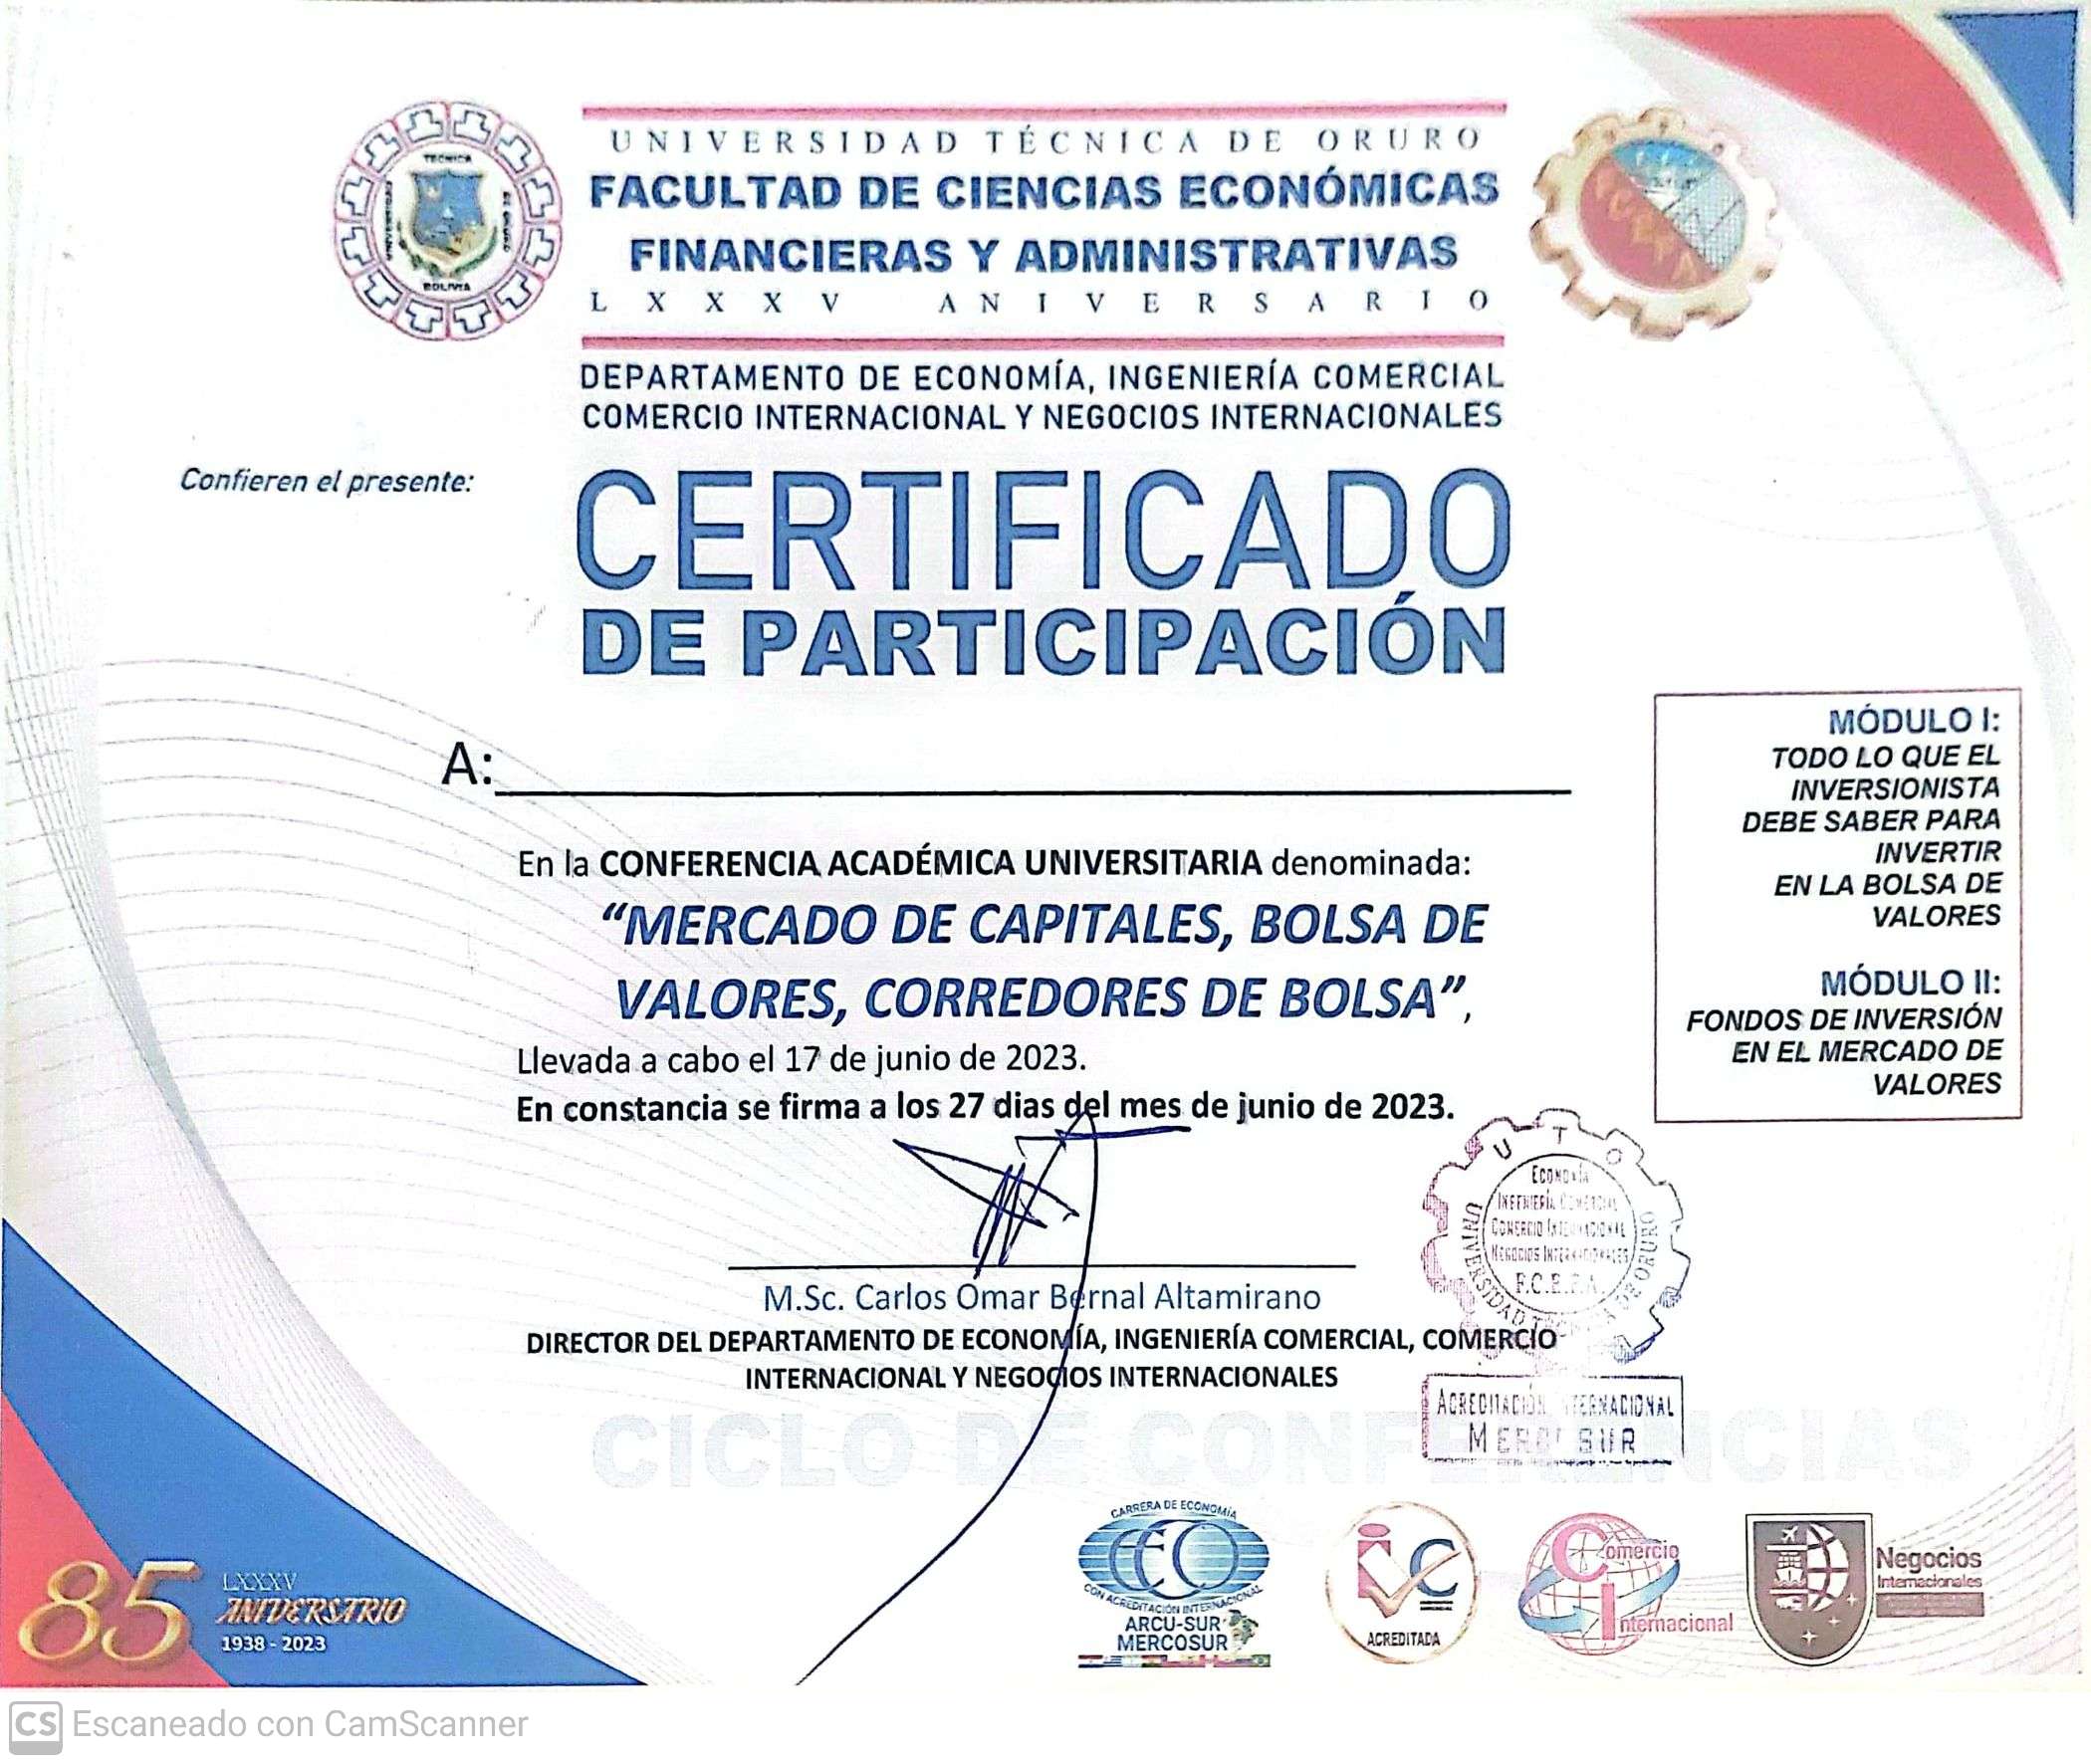 UNIVERSIDAD TÉCNICA DE ORURO
FACULTAD DE CIENCIAS ECONÓMICAS
FINANCIERAS Y ADMINISTRATIVAS
LXXXV ANIVERSARIO
TECNICA
BOLIVIA
DEPARTAMENTO DE ECONOMÍA, INGENIERÍA COMERCIAL
COMERCIO INTERNACIONAL Y NEGOCIOS INTERNACIONALES
Confieren el presente:
CERTIFICADO
DE PARTICIPACIÓN
A:
En la CONFERENCIA ACADÉMICA UNIVERSITARIA denominada:
“MERCADO DE CAPITALES, BOLSA DE
VALORES, CORREDORES DE BOLSA”,
Llevada a cabo el 17 de junio de 2023.
En constancia se firma a los 27 dias del mes de junio de 2023.
MÓDULO I:
TODO LO QUE EL
INVERSIONISTA
DEBE SABER PARA
INVERTIR
EN LA BOLSA DE
VALORES
MÓDULO II:
FONDOS DE INVERSIÓN
EN EL MERCADO DE
VALORES
M.Sc. Carlos Omar Bernal Altamirano
DIRECTOR DEL DEPARTAMENTO DE ECONOMÍA, INGENIERÍA COMERCIAL, COMERCIO
INTERNACIONAL Y NEGOCIOS INTERNACIONALES
UTO
ECONOMÍA
INGENIERÍA COMERCIAL
COMERCIO INTERNACIONAL
NEGOCIOS INTERNACIONALES
UNIVERSIDAD TÉCNICA DE ORURO
ACREDITACIÓN INTERNACIONAL
MERCOSUR
CICLO DE CONFERENCIAS
85
LXXXV
ANIVERSARIO
1938 - 2023
CARRERA DE ECONOMÍA
CON ACREDITACIÓN INTERNACIONAL
ARCU-SUR
MERCOSUR
ACREDITADA
Comercio
Internacional
Negocios
Internacionales
CS Escaneado con CamScanner